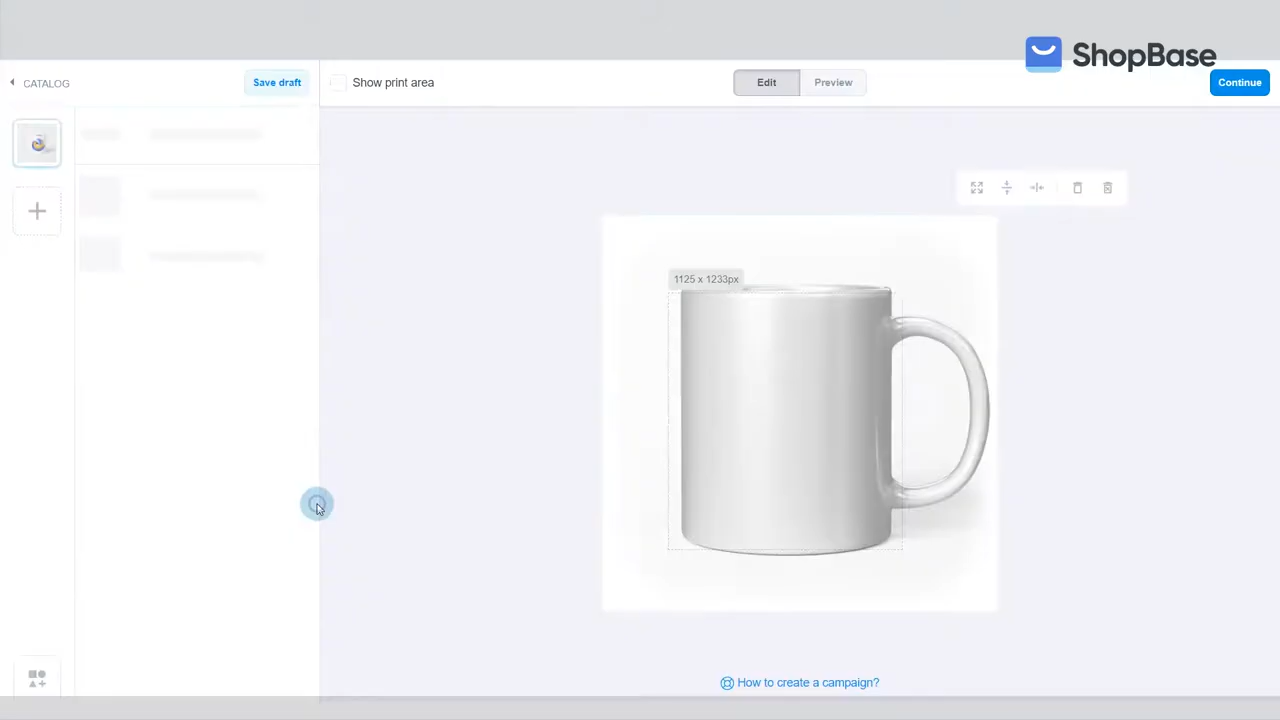 ShopBase
CATALOG
Save draft
Show print area
Edit
Preview
Continue
1125 x 1233px
How to create a campaign?